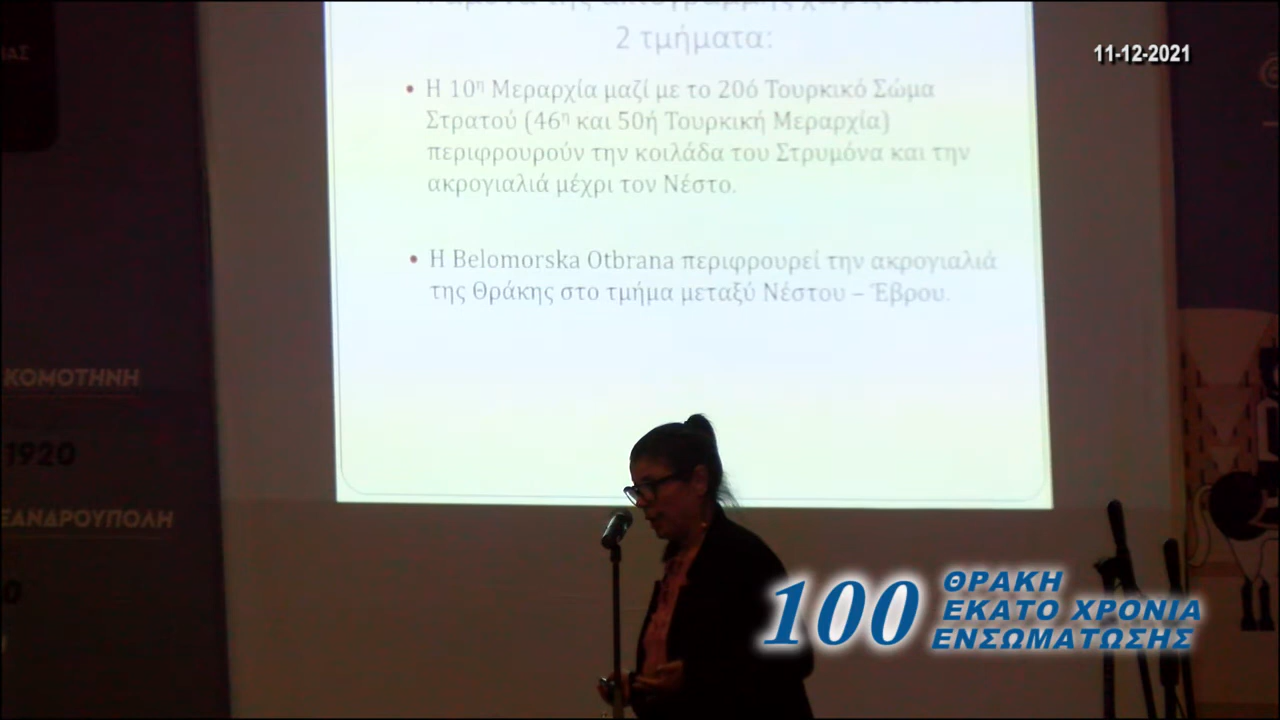 2 τμήματα:
• Η 10η Μεραρχία μαζί με το 20ό Τουρκικό Σώμα
Στρατού (46η και 50ή Τουρκική Μεραρχία)
περιφρουρούν την κοιλάδα του Στρυμόνα και την
ακρογιαλιά μέχρι τον Νέστο.
• Η Belomorska Otbrana περιφρουρεί την ακρογιαλιά
της Θράκης στο τμήμα μεταξύ Νέστου – Έβρου.
11-12-2021
ΚΟΜΟΤΗΝΗ
1920
ΞΑΝΔΡΟΥΠΟΛΗ
100 ΘΡΑΚΗ
ΕΚΑΤΟ ΧΡΟΝΙΑ
ΕΝΣΩΜΑΤΩΣΗΣ